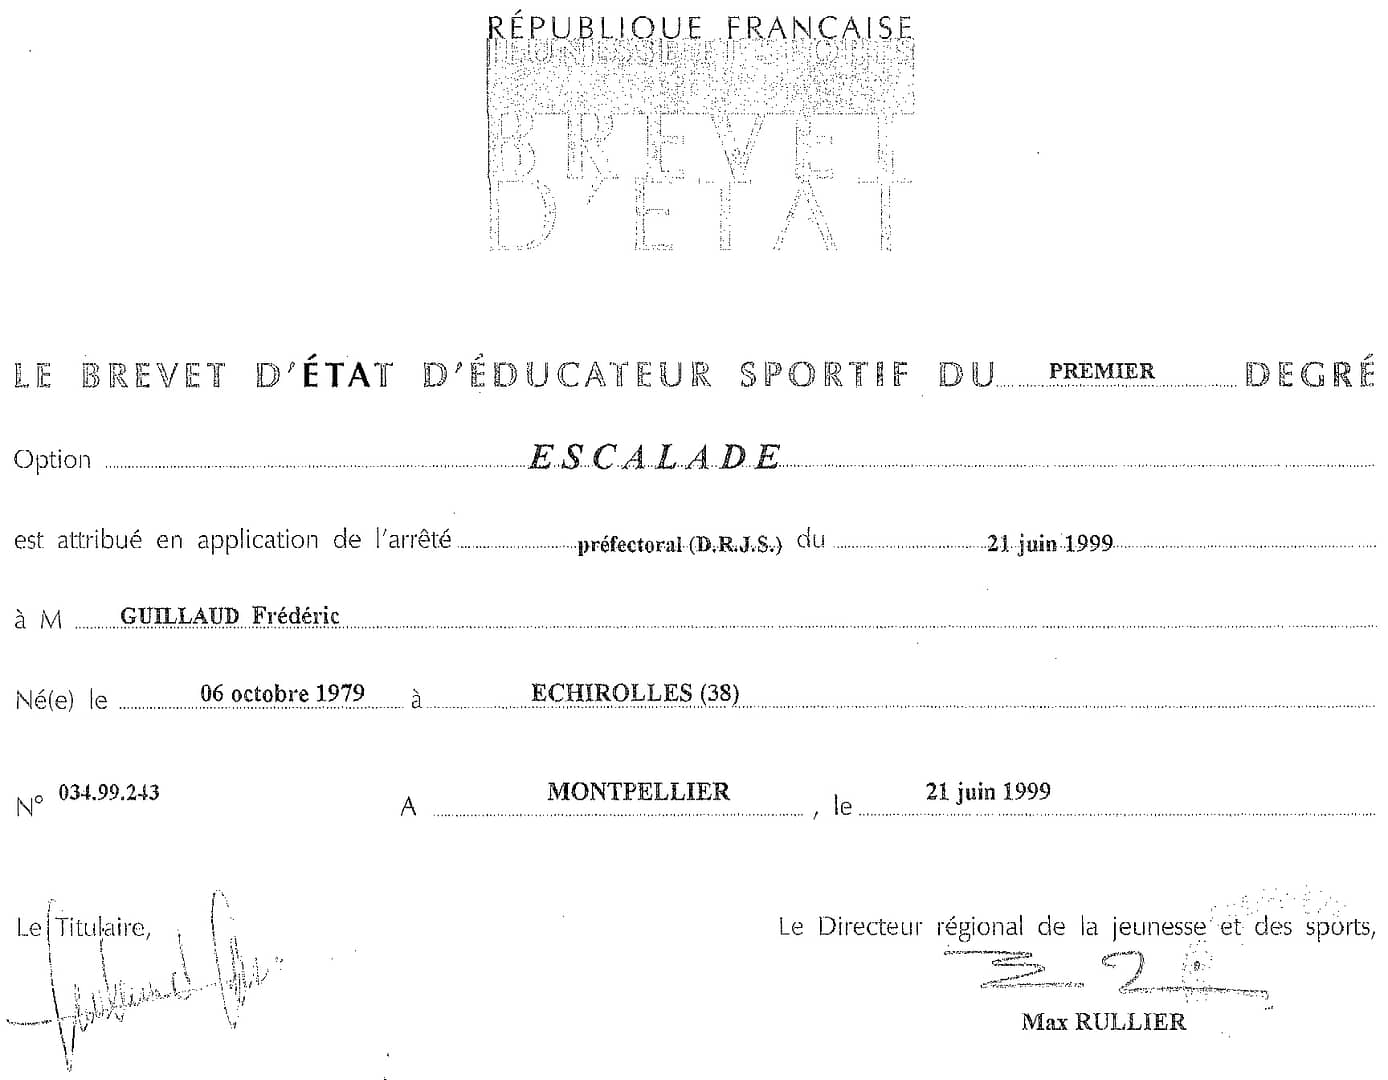 RÉPUBLIQUE FRANÇAISE
JEUNESSE ET SPORTS
BREVET
D'ÉTAT
LE BREVET D'ÉTAT D'ÉDUCATEUR SPORTIF DU PREMIER DEGRÉ
Option ESCALADE
est attribué en application de l'arrêté préfectoral (D.R.J.S.) du 21 juin 1999
à M GUILLAUD Frédéric
Né(e) le 06 octobre 1979 à ECHIROLLES (38)
N° 034.99.243 A MONTPELLIER , le 21 juin 1999
Le Titulaire, Le Directeur régional de la jeunesse et des sports,
Max RULLIER